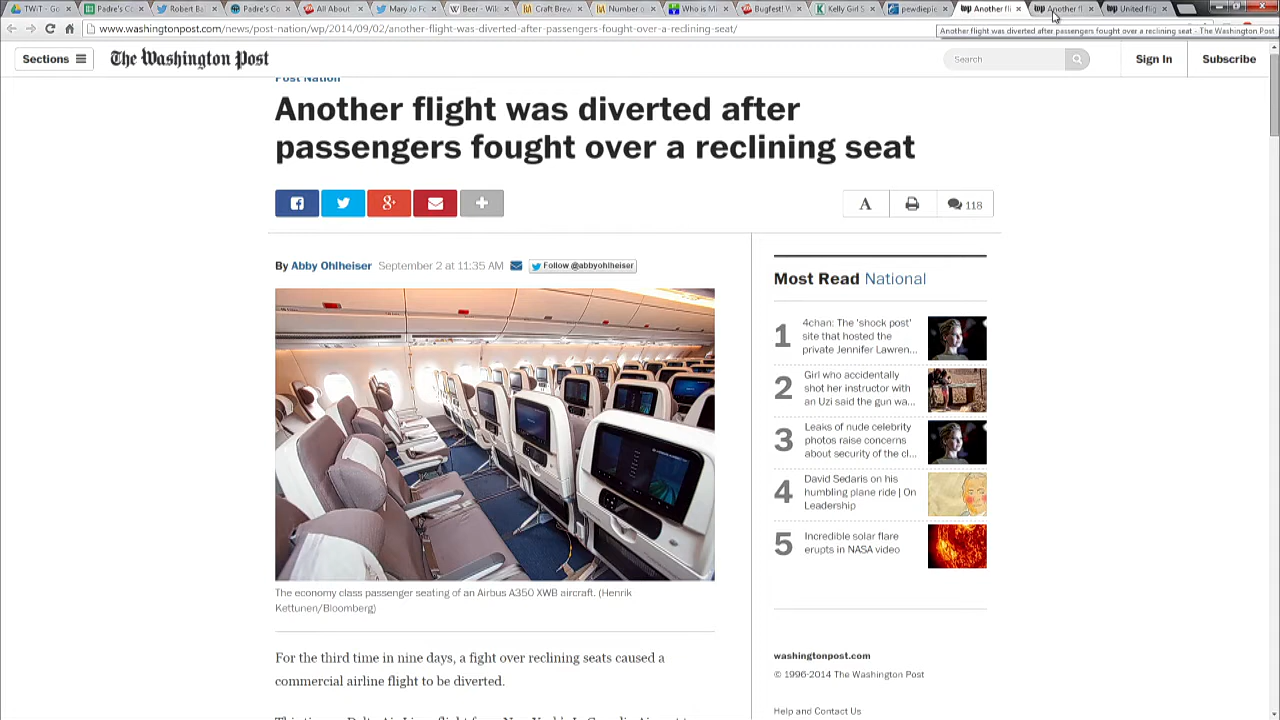 TWiT - Go
Padre's Co
Robert Ba
Padre's Co
All About
Mary Jo Fo
Beer - Wiki
Craft Brew
Number o
Who is Mi
Bugfest!
Kelly Girl S
pewdiepie
Another fli
Another fl
United flig
www.washingtonpost.com/news/post-nation/wp/2014/09/02/another-flight-was-diverted-after-passengers-fought-over-a-reclining-seat/
Another flight was diverted after passengers fought over a reclining seat - The Washington Post
Sections
The Washington Post
Search
Sign In
Subscribe
Post Nation
Another flight was diverted after
passengers fought over a reclining seat
A
118
By Abby Ohlheiser September 2 at 11:35 AM
Follow @abbyohlheiser
The economy class passenger seating of an Airbus A350 XWB aircraft. (Henrik
Kettunen/Bloomberg)
For the third time in nine days, a fight over reclining seats caused a
commercial airline flight to be diverted.
Most Read National
1
4chan: The 'shock post'
site that hosted the
private Jennifer Lawren...
2
Girl who accidentally
shot her instructor with
an Uzi said the gun wa...
3
Leaks of nude celebrity
photos raise concerns
about security of the cl...
4
David Sedaris on his
humbling plane ride | On
Leadership
5
Incredible solar flare
erupts in NASA video
washingtonpost.com
© 1996-2014 The Washington Post
Help and Contact Us